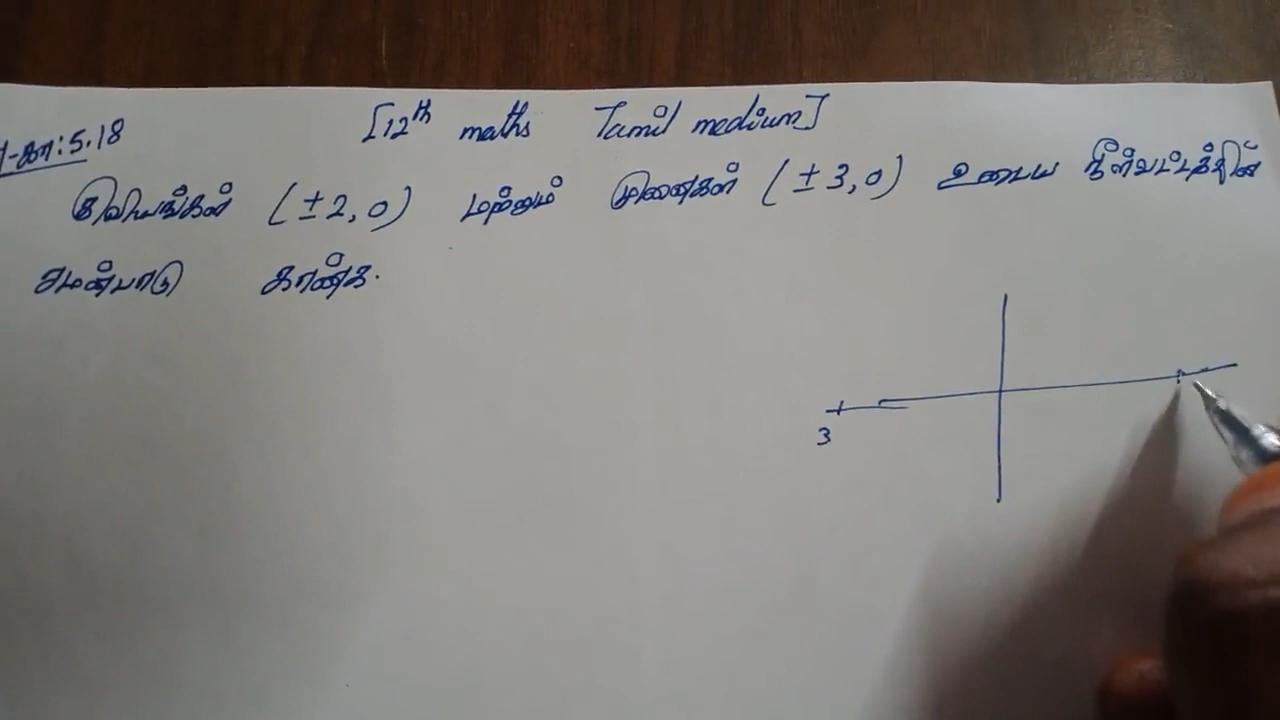 [12th maths Tamil medium]
எ-கா: 5.18
குவியங்கள் (±2, 0) மற்றும் முனைகள் (±3, 0) உடைய நீள்வட்டத்தின்
சமன்பாடு காண்க.
3